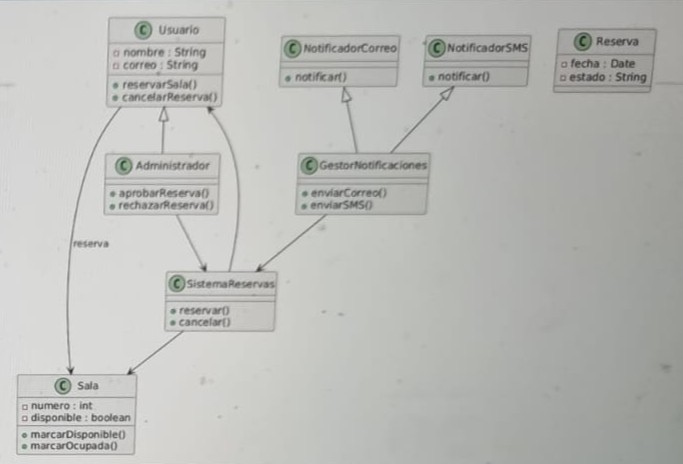 C Usuario
nombre : String
correo : String
reservarSala()
cancelarReserva()
C NotificadorCorreo
notificar()
C NotificadorSMS
notificar()
C Reserva
fecha : Date
estado : String
C Administrador
aprobarReserva()
rechazarReserva()
C GestorNotificaciones
enviarCorreo()
enviarSMS()
reserva
C SistemaReservas
reservar()
cancelar()
C Sala
numero : int
disponible : boolean
marcarDisponible()
marcarOcupada()